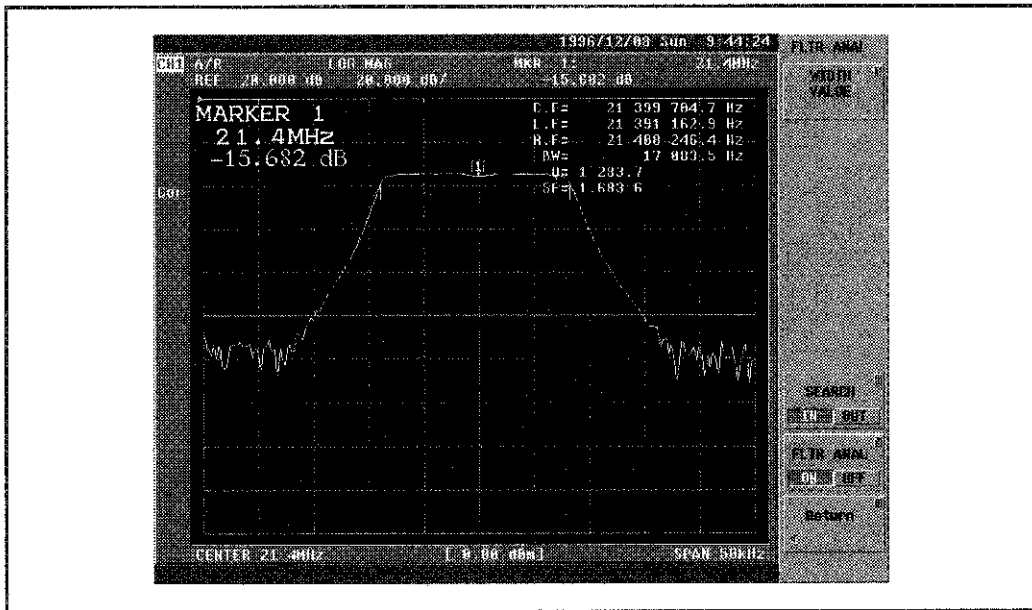 1996/12/08 Sun 9:44:24
CH1 A/R LOG MAG MKR 1: 21.4MHz
REF 20.000 dB 20.000 dB/ -15.682 dB
MARKER 1
21.4MHz
-15.682 dB
C.F= 21 399 704.7 Hz
L.F= 21 391 162.9 Hz
R.F= 21 408 246.4 Hz
BW= 17 083.5 Hz
Q= 1 283.7
SF= 1.683 6
1
Cor
CENTER 21.4MHz [ 0.00 dBm] SPAN 50kHz
FLTR ANAL
WIDTH
VALUE
SEARCH
IN OUT
FLTR ANAL
ON OFF
Return